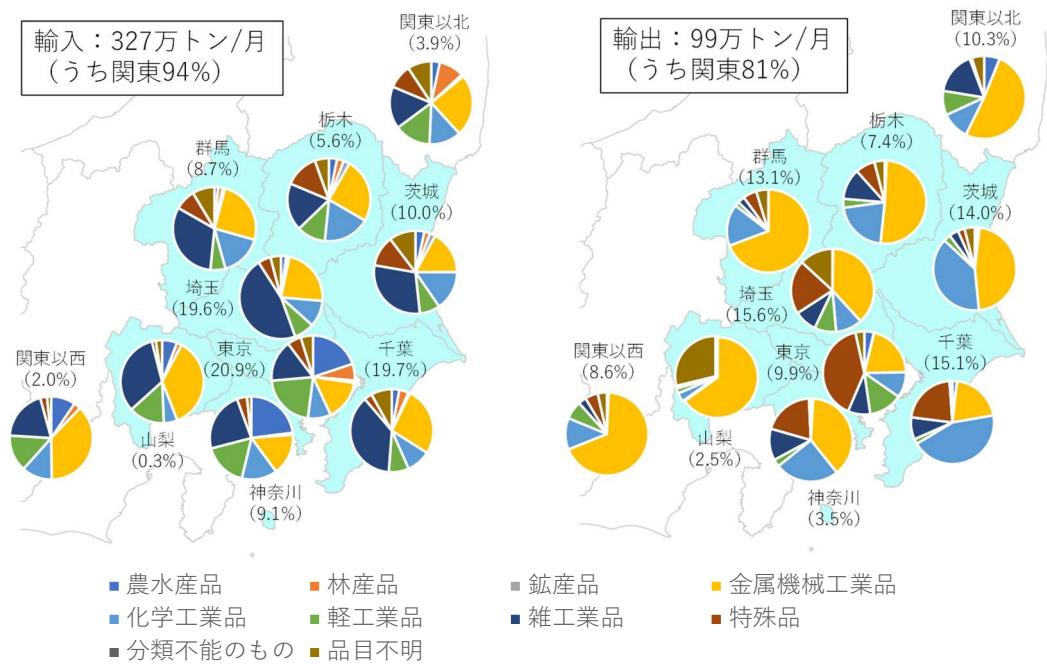 輸入：327万トン/月
（うち関東94%）
関東以北
(3.9%)
栃木
(5.6%)
群馬
(8.7%)
茨城
(10.0%)
埼玉
(19.6%)
東京
(20.9%)
千葉
(19.7%)
関東以西
(2.0%)
山梨
(0.3%)
神奈川
(9.1%)
輸出：99万トン/月
（うち関東81%）
関東以北
(10.3%)
栃木
(7.4%)
群馬
(13.1%)
茨城
(14.0%)
埼玉
(15.6%)
東京
(9.9%)
千葉
(15.1%)
関東以西
(8.6%)
山梨
(2.5%)
神奈川
(3.5%)
農水産品 林産品 鉱産品 金属機械工業品
化学工業品 軽工業品 雑工業品 特殊品
分類不能のもの 品目不明